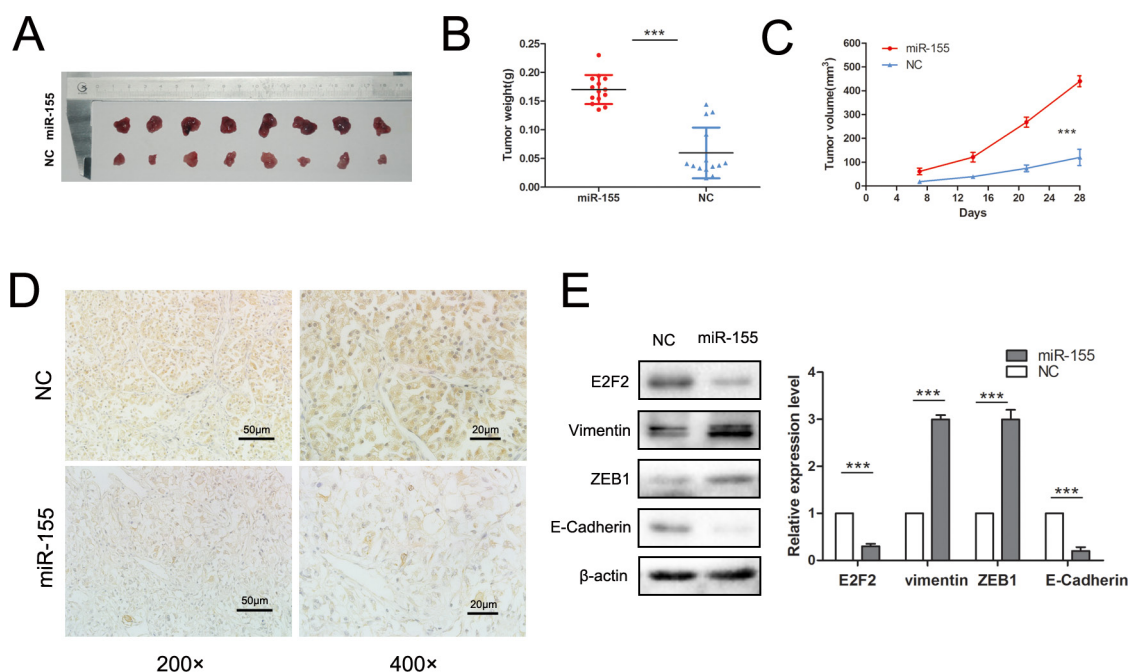 A
miR-155
NC
B
***
Tumor weight(g)
0.25
0.20
0.15
0.10
0.05
0.00
miR-155
NC
C
miR-155
NC
Tumor volume(mm³)
600
500
400
300
200
100
0
***
0 4 8 12 16 20 24 28
Days
D
NC
50μm
20μm
miR-155
50μm
20μm
200×
400×
E
NC miR-155
E2F2
Vimentin
ZEB1
E-Cadherin
β-actin
miR-155
NC
Relative expression level
4
3
2
1
0
***
***
***
***
E2F2 vimentin ZEB1 E-Cadherin